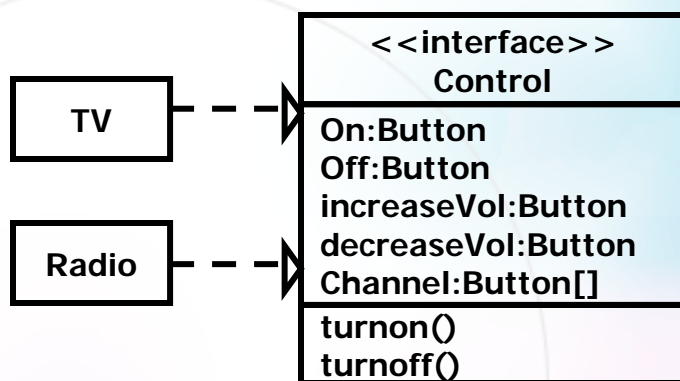 <<interface>>
Control
TV
On:Button
Off:Button
increaseVol:Button
decreaseVol:Button
Radio
Channel:Button[]
turnon()
turnoff()